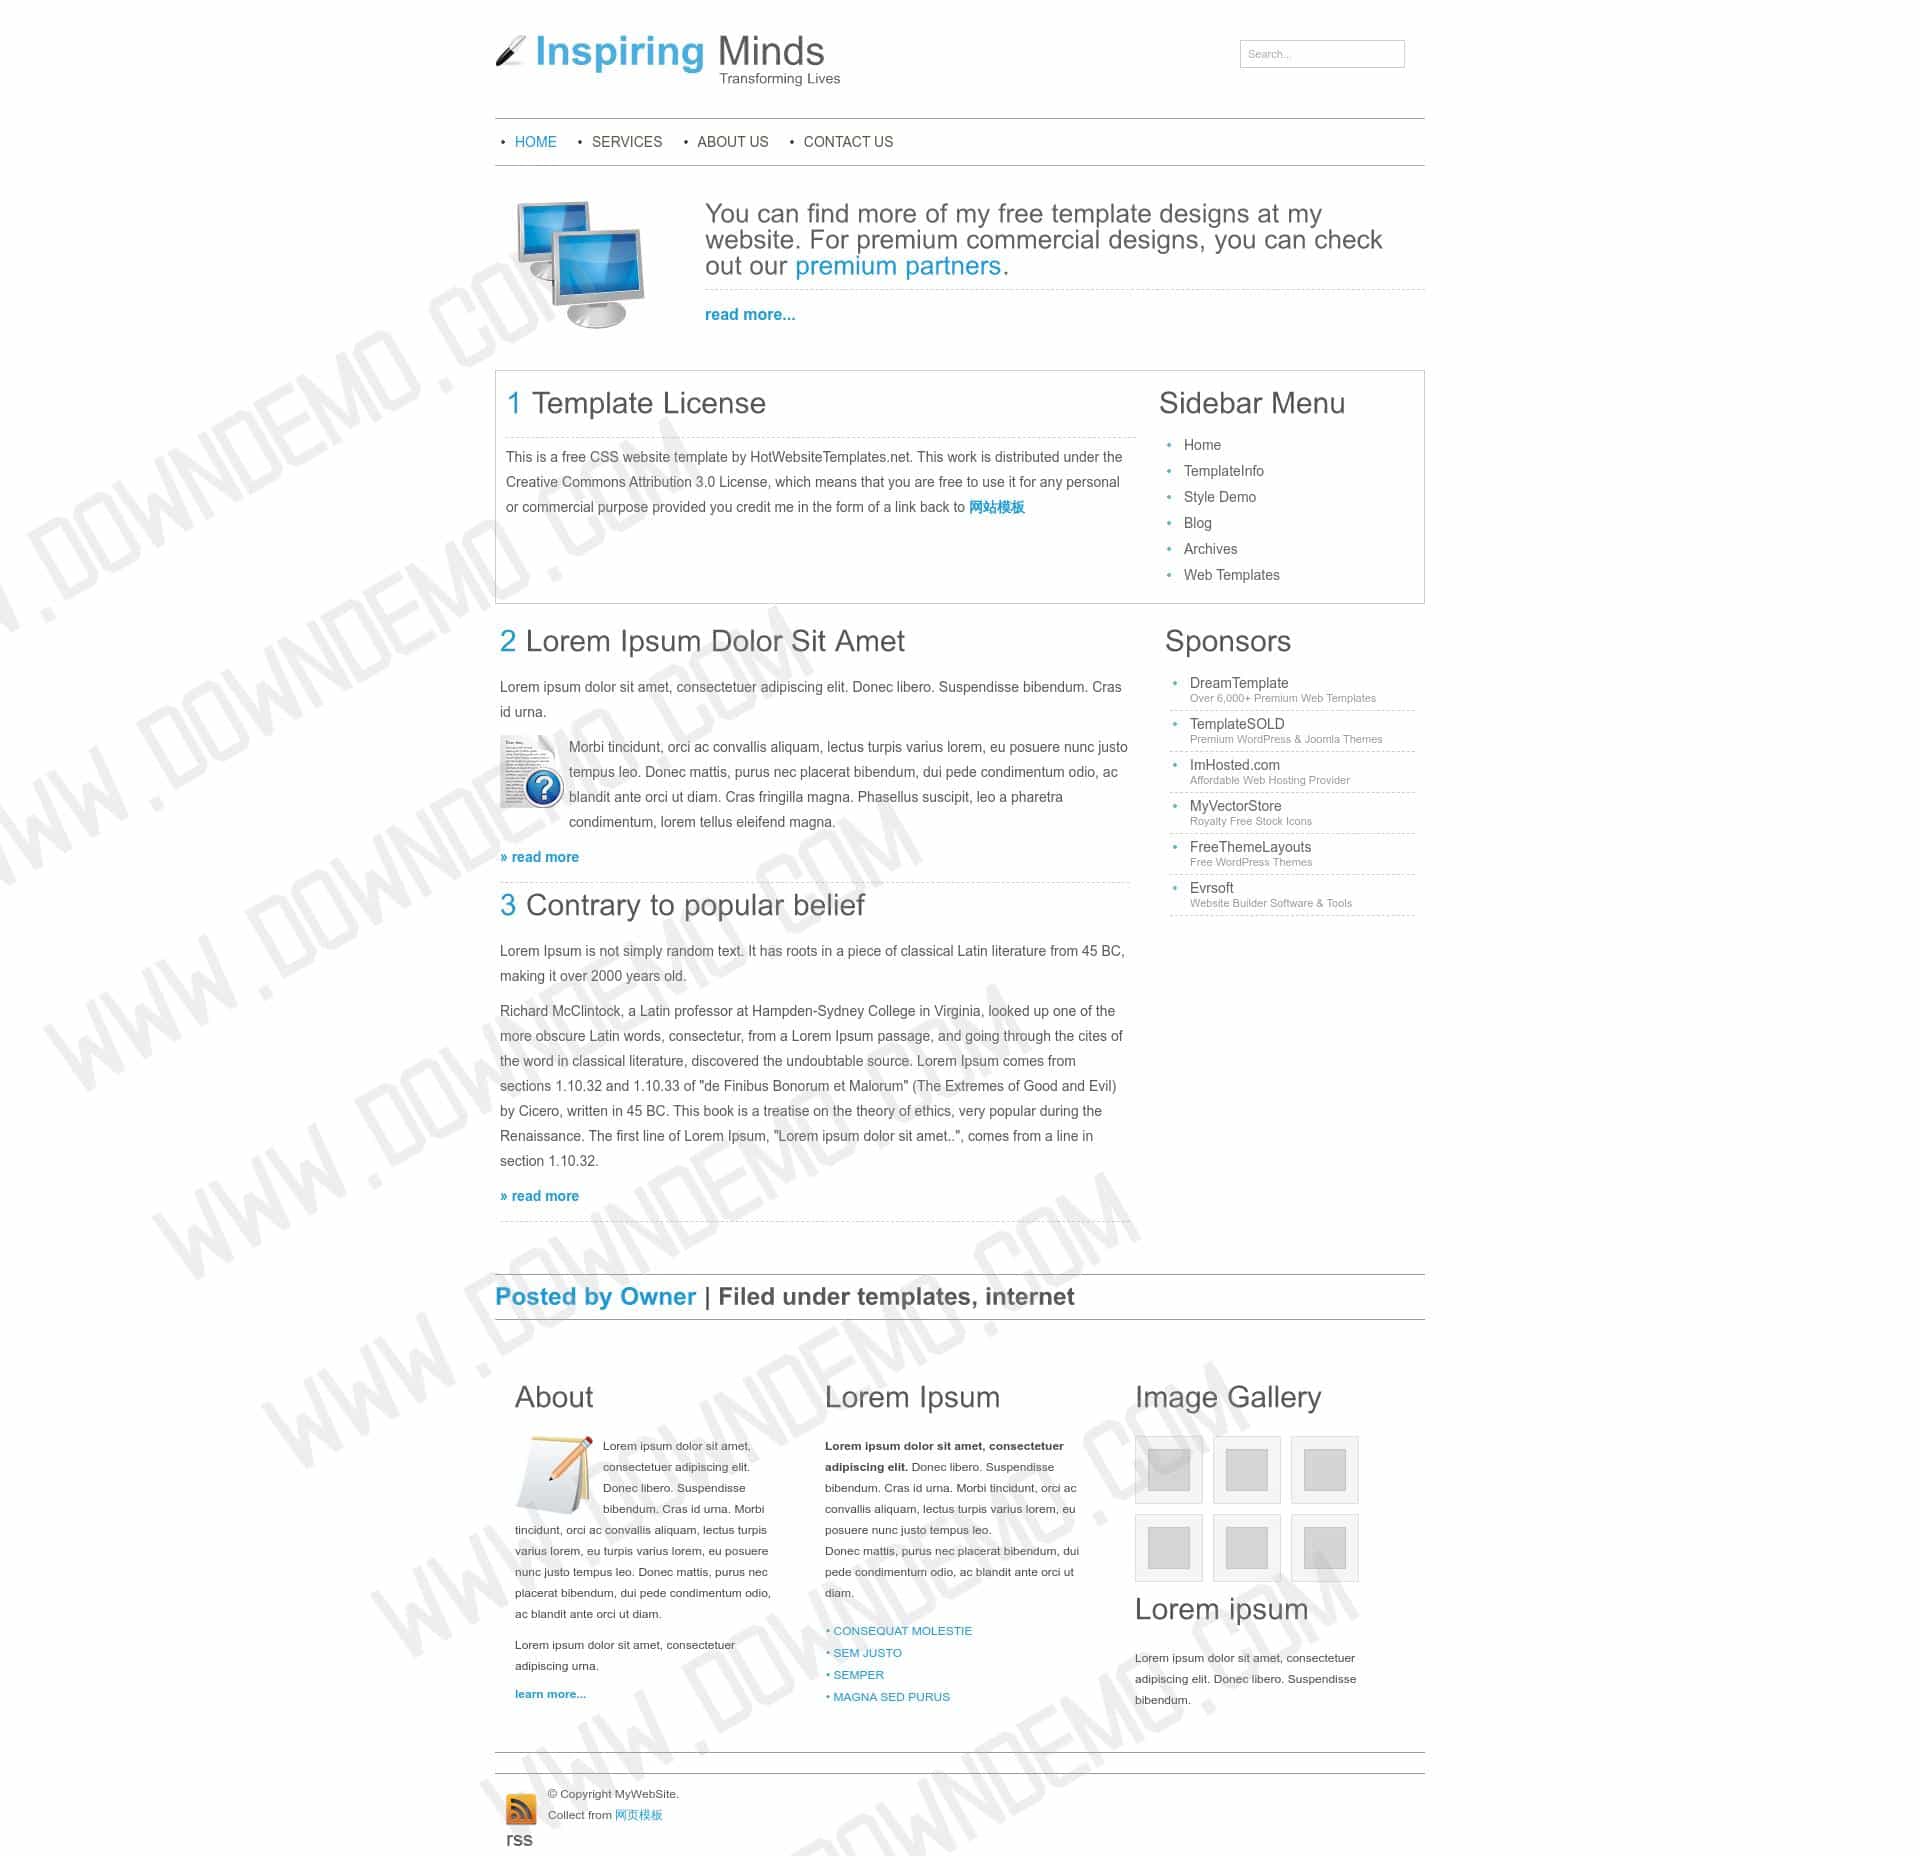 Inspiring Minds
Transforming Lives
Search...
• HOME • SERVICES • ABOUT US • CONTACT US
You can find more of my free template designs at my
website. For premium commercial designs, you can check
out our premium partners.
read more...
1 Template License
This is a free CSS website template by HotWebsiteTemplates.net. This work is distributed under the
Creative Commons Attribution 3.0 License, which means that you are free to use it for any personal
or commercial purpose provided you credit me in the form of a link back to 网站模板
Sidebar Menu
Home
TemplateInfo
Style Demo
Blog
Archives
Web Templates
2 Lorem Ipsum Dolor Sit Amet
Lorem ipsum dolor sit amet, consectetuer adipiscing elit. Donec libero. Suspendisse bibendum. Cras
id urna.
Morbi tincidunt, orci ac convallis aliquam, lectus turpis varius lorem, eu posuere nunc justo
tempus leo. Donec mattis, purus nec placerat bibendum, dui pede condimentum odio, ac
blandit ante orci ut diam. Cras fringilla magna. Phasellus suscipit, leo a pharetra
condimentum, lorem tellus eleifend magna.
» read more
3 Contrary to popular belief
Lorem Ipsum is not simply random text. It has roots in a piece of classical Latin literature from 45 BC,
making it over 2000 years old.
Richard McClintock, a Latin professor at Hampden-Sydney College in Virginia, looked up one of the
more obscure Latin words, consectetur, from a Lorem Ipsum passage, and going through the cites of
the word in classical literature, discovered the undoubtable source. Lorem Ipsum comes from
sections 1.10.32 and 1.10.33 of "de Finibus Bonorum et Malorum" (The Extremes of Good and Evil)
by Cicero, written in 45 BC. This book is a treatise on the theory of ethics, very popular during the
Renaissance. The first line of Lorem Ipsum, "Lorem ipsum dolor sit amet..", comes from a line in
section 1.10.32.
» read more
Sponsors
DreamTemplate
Over 6,000+ Premium Web Templates
TemplateSOLD
Premium WordPress & Joomla Themes
ImHosted.com
Affordable Web Hosting Provider
MyVectorStore
Royalty Free Stock Icons
FreeThemeLayouts
Free WordPress Themes
Evrsoft
Website Builder Software & Tools
Posted by Owner | Filed under templates, internet
About
Lorem ipsum dolor sit amet,
consectetuer adipiscing elit.
Donec libero. Suspendisse
bibendum. Cras id urna. Morbi
tincidunt, orci ac convallis aliquam, lectus turpis
varius lorem, eu turpis varius lorem, eu posuere
nunc justo tempus leo. Donec mattis, purus nec
placerat bibendum, dui pede condimentum odio,
ac blandit ante orci ut diam.
Lorem ipsum dolor sit amet, consectetuer
adipiscing urna.
learn more...
Lorem Ipsum
Lorem ipsum dolor sit amet, consectetuer
adipiscing elit. Donec libero. Suspendisse
bibendum. Cras id urna. Morbi tincidunt, orci ac
convallis aliquam, lectus turpis varius lorem, eu
posuere nunc justo tempus leo.
Donec mattis, purus nec placerat bibendum, dui
pede condimentum odio, ac blandit ante orci ut
diam.
• CONSEQUAT MOLESTIE
• SEM JUSTO
• SEMPER
• MAGNA SED PURUS
Image Gallery
Lorem ipsum
Lorem ipsum dolor sit amet, consectetuer
adipiscing elit. Donec libero. Suspendisse
bibendum.
© Copyright MyWebSite.
Collect from 网页模板
rss
WWW.DOWNDEMO.COM
WWW.DOWNDEMO.COM
WWW.DOWNDEMO.COM
WWW.DOWNDEMO.COM
WWW.DOWNDEMO.COM
WWW.DOWNDEMO.COM
WWW.DOWNDEMO.COM
WWW.DOWNDEMO.COM